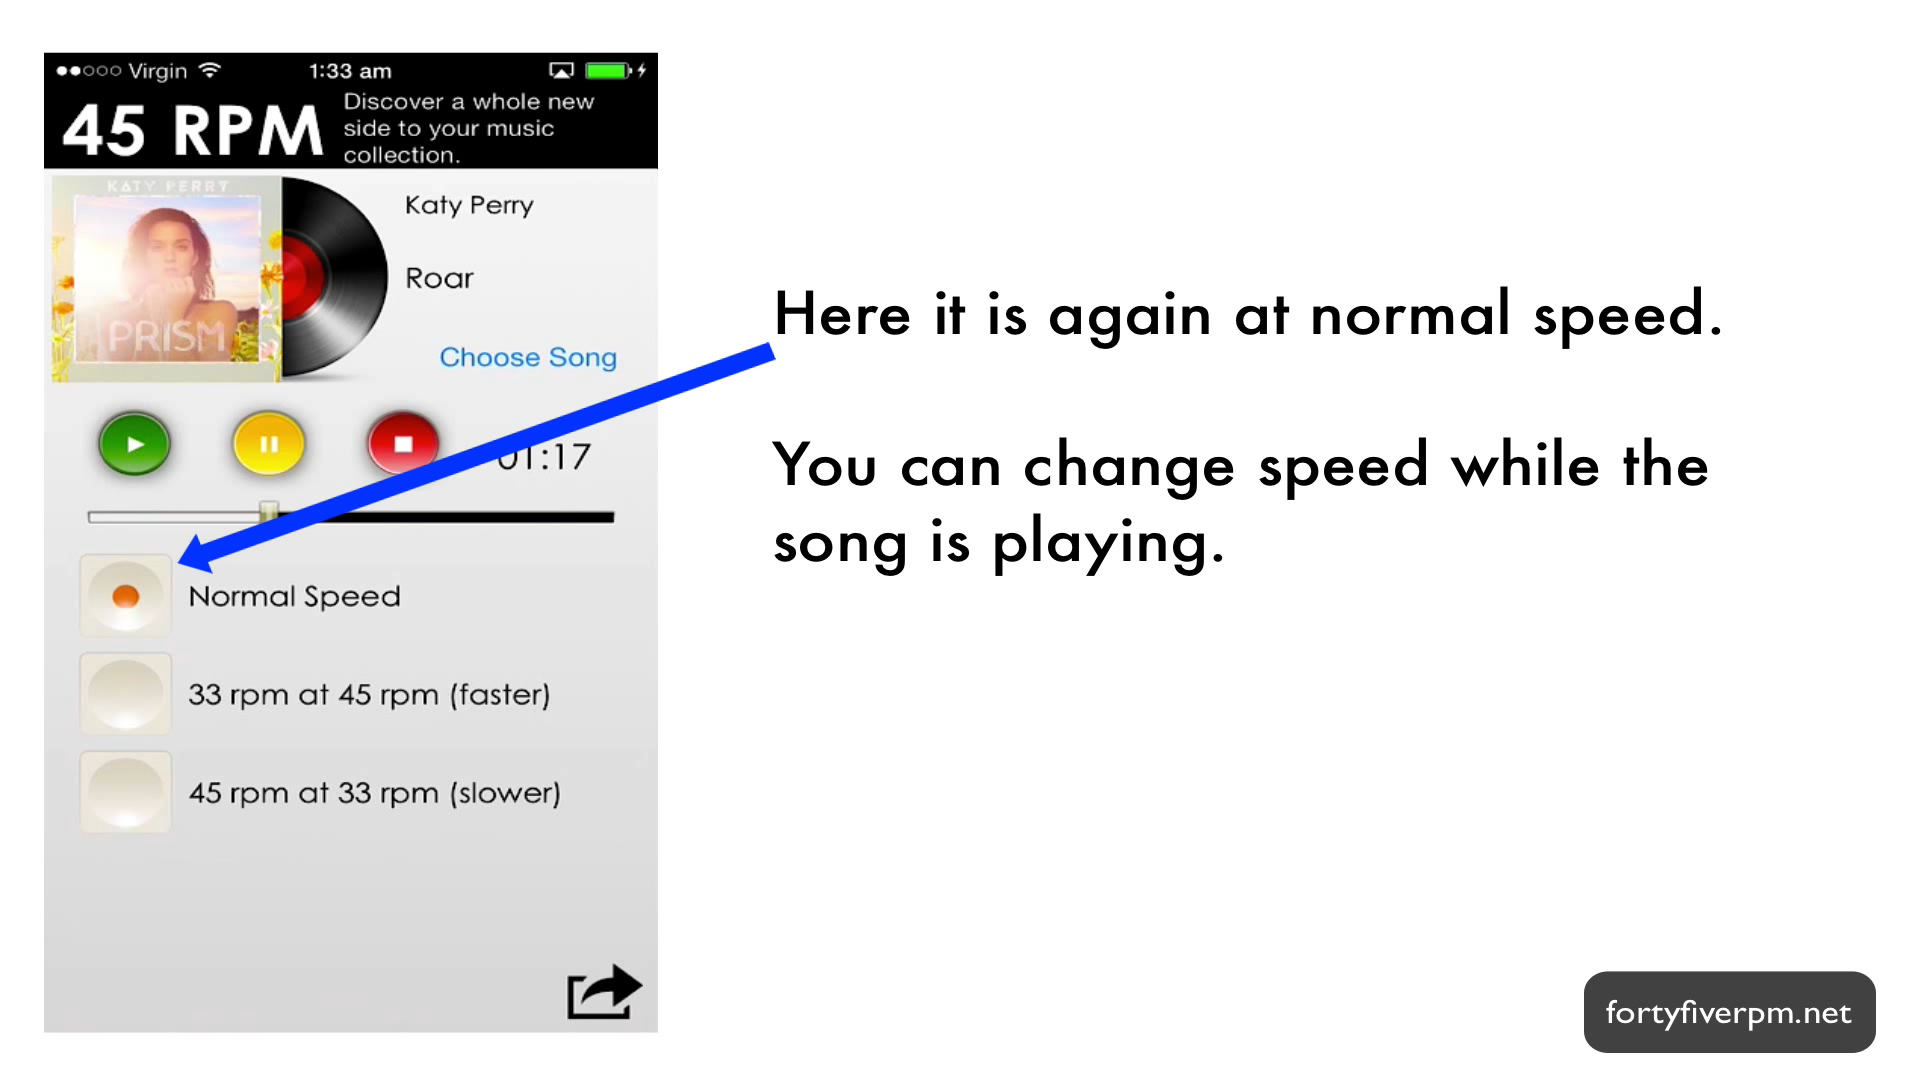 Virgin
1:33 am
45 RPM
Discover a whole new
side to your music
collection.
KATY PERRY
PRISM
Katy Perry
Roar
Choose Song
01:17
Normal Speed
33 rpm at 45 rpm (faster)
45 rpm at 33 rpm (slower)
Here it is again at normal speed.
You can change speed while the
song is playing.
fortyfiverpm.net